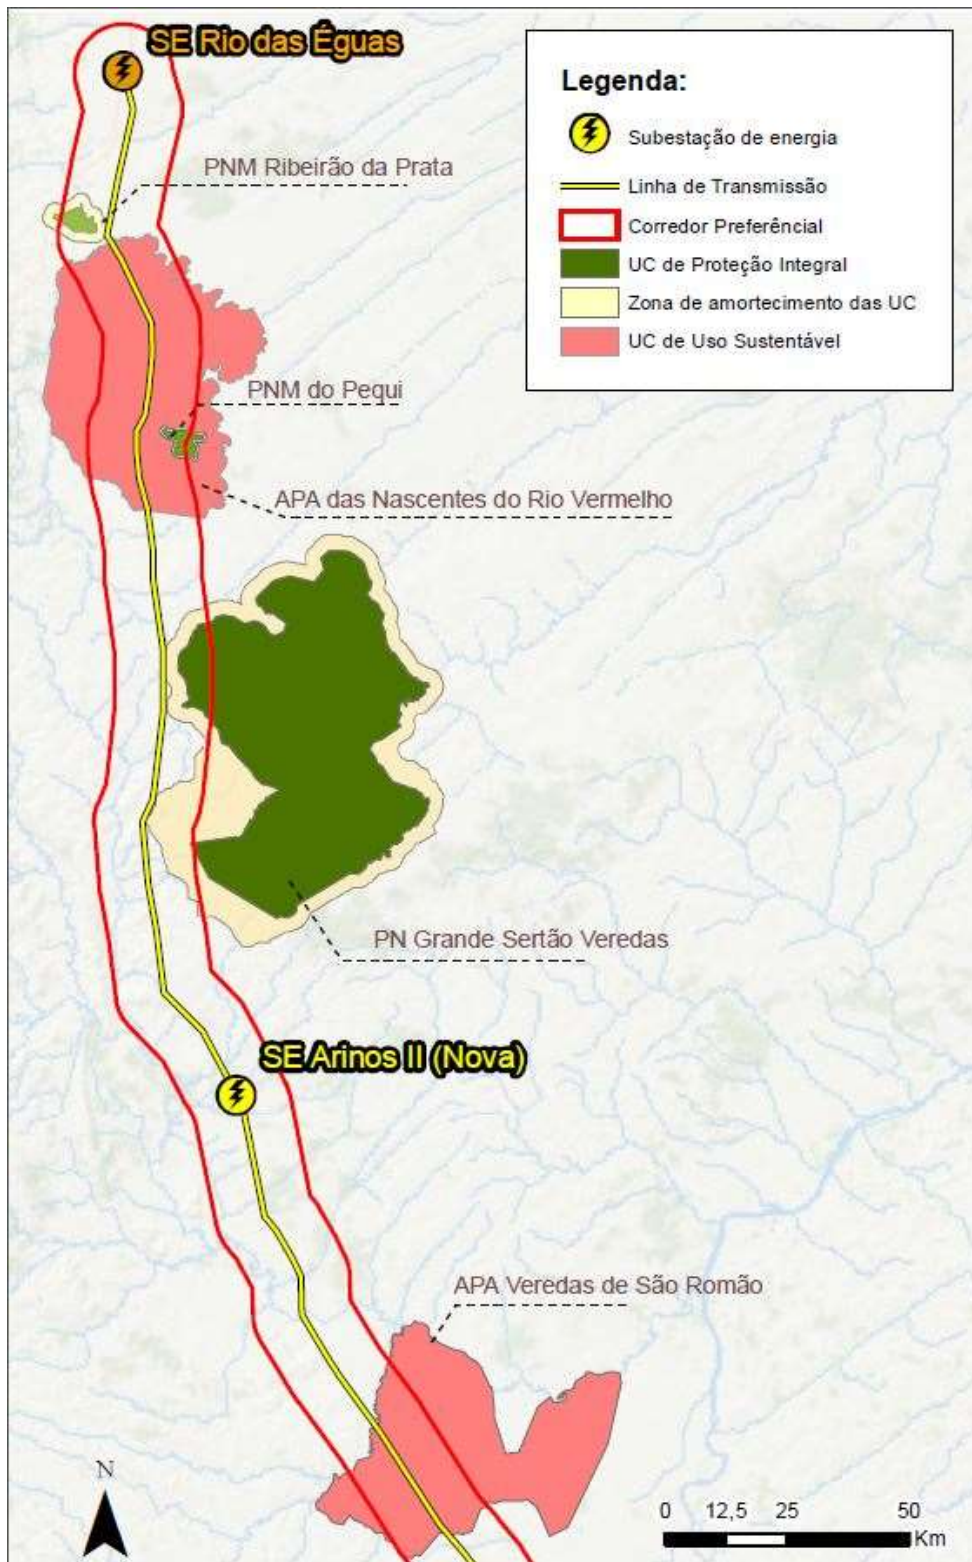 SE Rio das Éguas
Legenda:
Subestação de energia
PNM Ribeirão da Prata
Linha de Transmissão
Corredor Preferêncial
UC de Proteção Integral
Zona de amortecimento das UC
UC de Uso Sustentável
PNM do Pequi
APA das Nascentes do Rio Vermelho
PN Grande Sertão Veredas
SE Arinos II (Nova)
APA Veredas de São Romão
N
0 12,5 25 50
Km